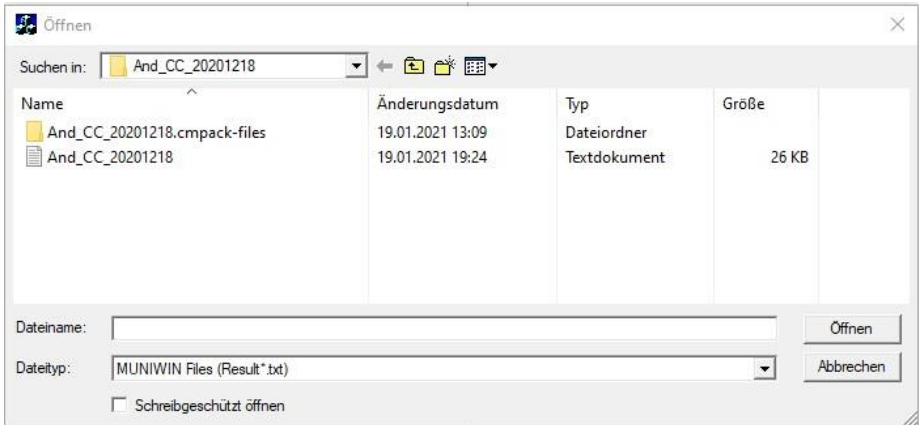 Öffnen
Suchen in: And_CC_20201218
Name Änderungsdatum Typ Größe
And_CC_20201218.cmpack-files 19.01.2021 13:09 Dateiordner
And_CC_20201218 19.01.2021 19:24 Textdokument 26 KB
Dateiname: Öffnen
Dateityp: MUNIWIN Files (Result*.txt) Abbrechen
Schreibgeschützt öffnen